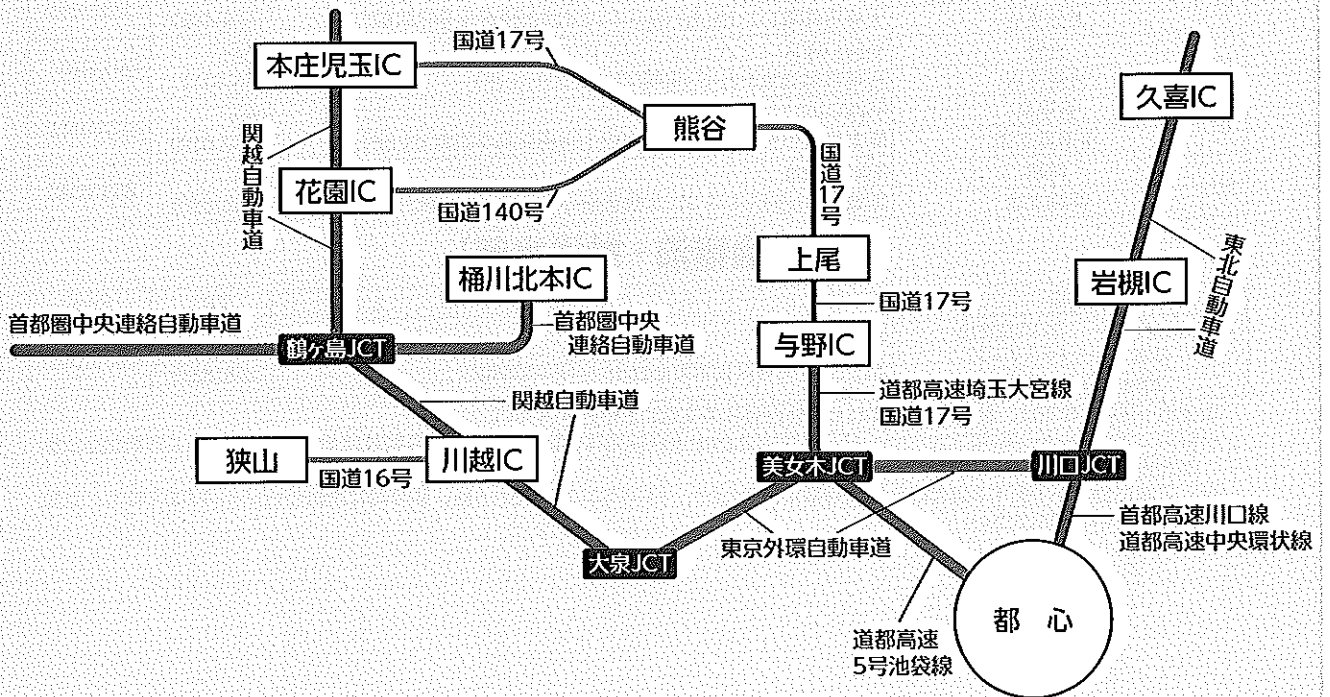 国道17号
本庄児玉IC
久喜IC
熊谷
関越自動車道
国道17号
花園IC
国道140号
東北自動車道
上尾
桶川北本IC
岩槻IC
国道17号
首都圏中央連絡自動車道
首都圏中央
連絡自動車道
鶴ヶ島JCT
与野IC
道都高速埼玉大宮線
国道17号
関越自動車道
狭山
国道16号
川越IC
美女木JCT
川口JCT
首都高速川口線
道都高速中央環状線
東京外環自動車道
大泉JCT
都 心
道都高速
5号池袋線